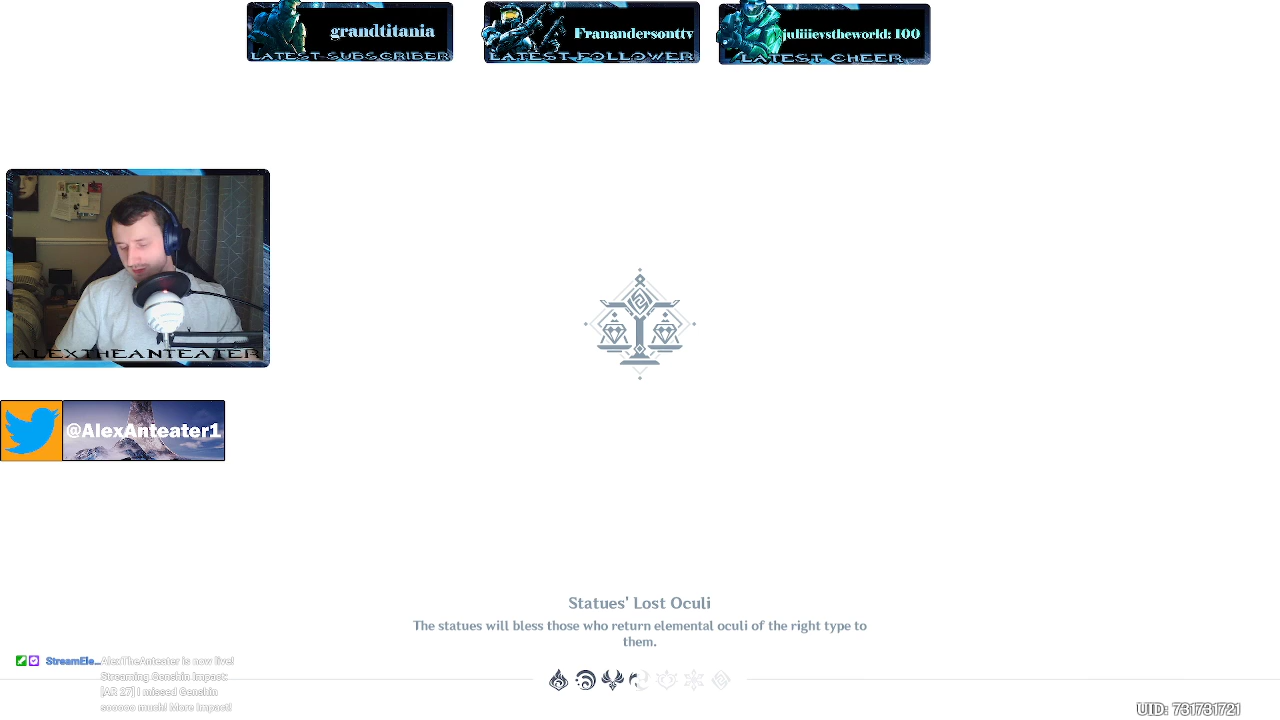 grandtitania
LATEST SUBSCRIBER
Franandersonttv
LATEST FOLLOWER
juliiievstheworld: 100
LATEST CHEER
ALEXTHEANTEATER
@AlexAnteater1
Statues' Lost Oculi
The statues will bless those who return elemental oculi of the right type to
them.
StreamEle... AlexTheAnteater is now live!
Streaming Genshin Impact:
[AR 27] I missed Genshin
sooooo much! More Impact!
UID: 731731721